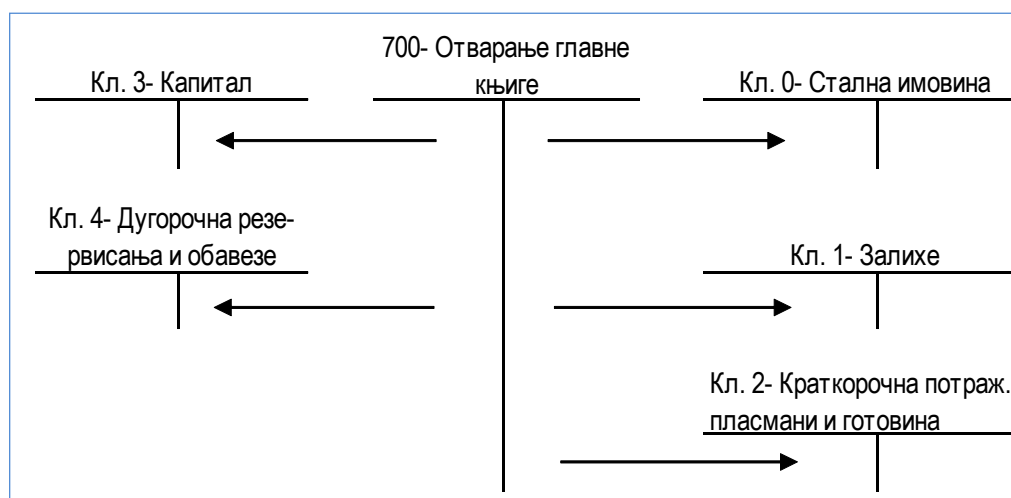 700- Отварање главне
књиге
Кл. 3- Капитал
Кл. 0- Стална имовина
Кл. 4- Дугорочна резе-
рвисања и обавезе
Кл. 1- Залихе
Кл. 2- Краткорочна потраж.
пласмани и готовина